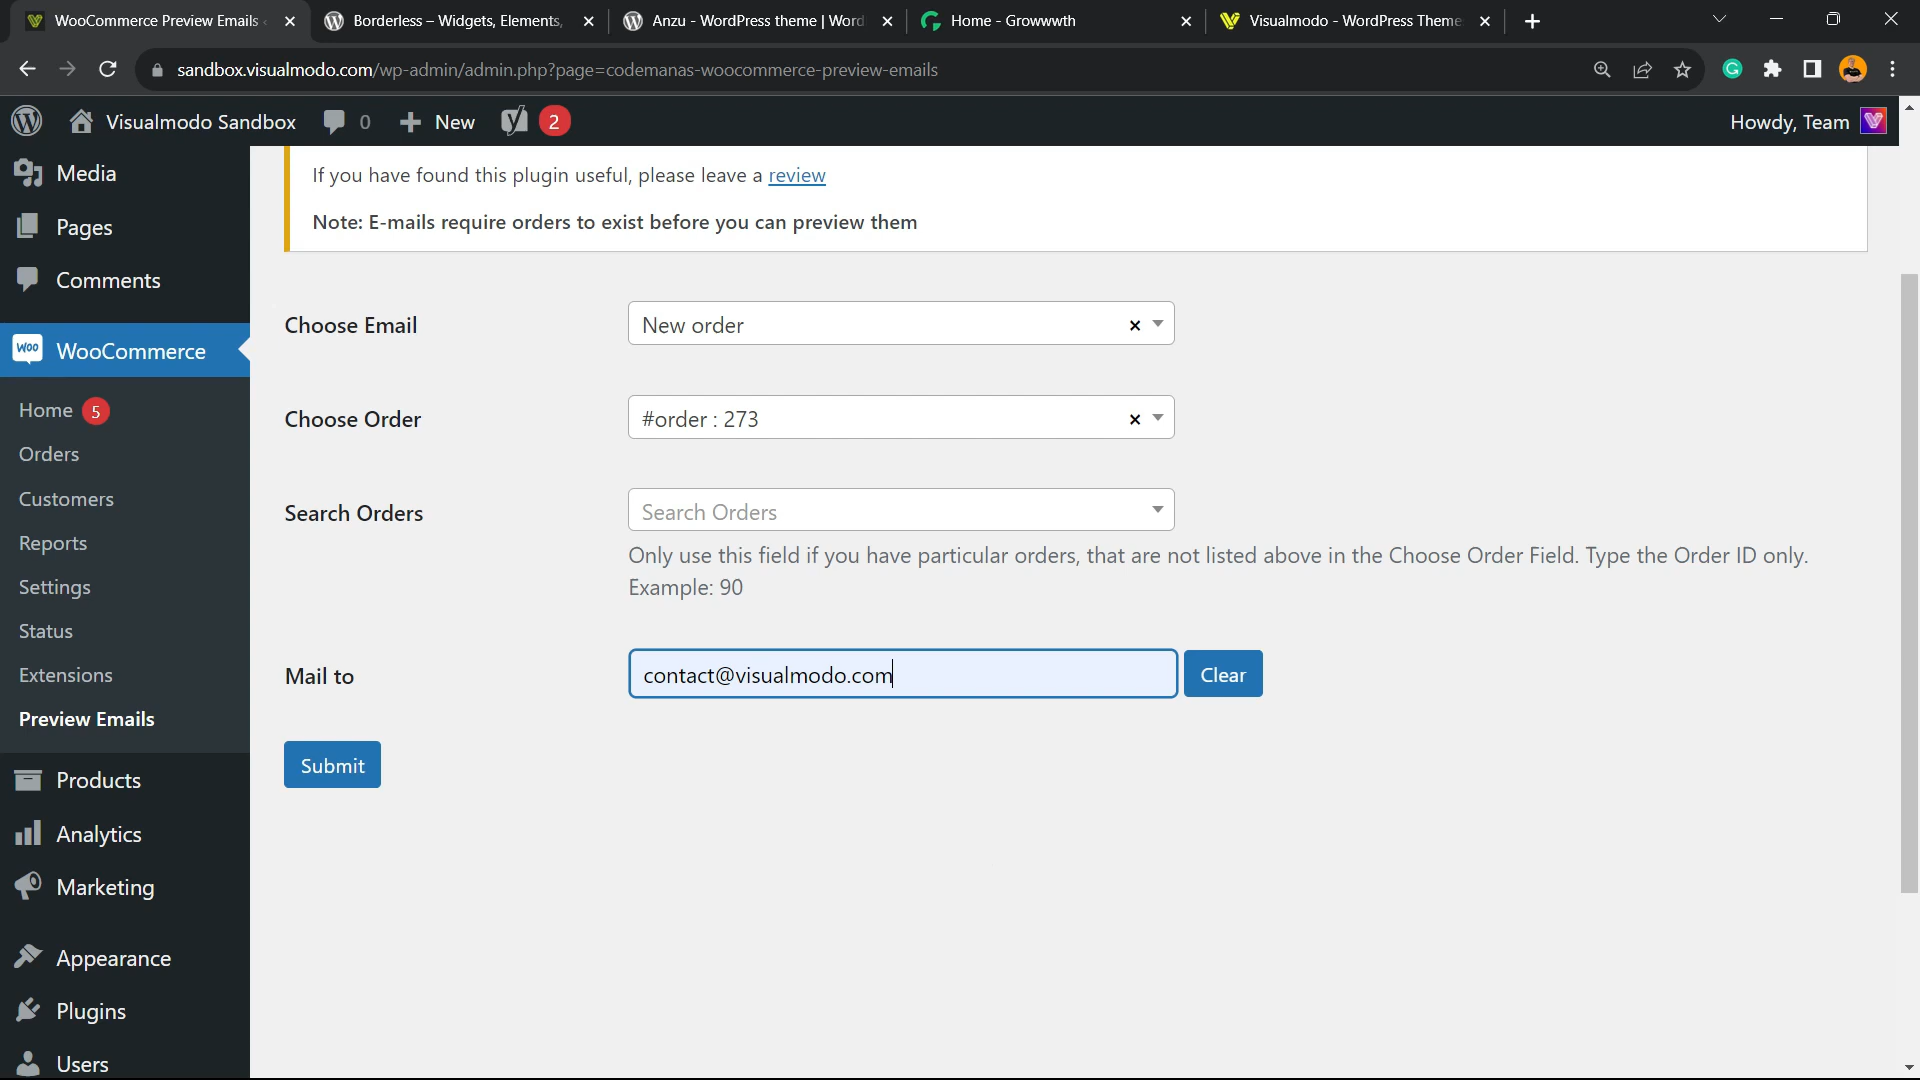 WooCommerce Preview Emails
Borderless – Widgets, Elements,
Anzu - WordPress theme | Word
Home - Growwwth
Visualmodo - WordPress Theme
sandbox.visualmodo.com/wp-admin/admin.php?page=codemanas-woocommerce-preview-emails
Visualmodo Sandbox
0
New
2
Howdy, Team
Media
Pages
Comments
Woo
WooCommerce
Home 5
Orders
Customers
Reports
Settings
Status
Extensions
Preview Emails
Products
Analytics
Marketing
Appearance
Plugins
Users
If you have found this plugin useful, please leave a review
Note: E-mails require orders to exist before you can preview them
Choose Email
New order
Choose Order
#order : 273
Search Orders
Search Orders
Only use this field if you have particular orders, that are not listed above in the Choose Order Field. Type the Order ID only.
Example: 90
Mail to
contact@visualmodo.com
Clear
Submit